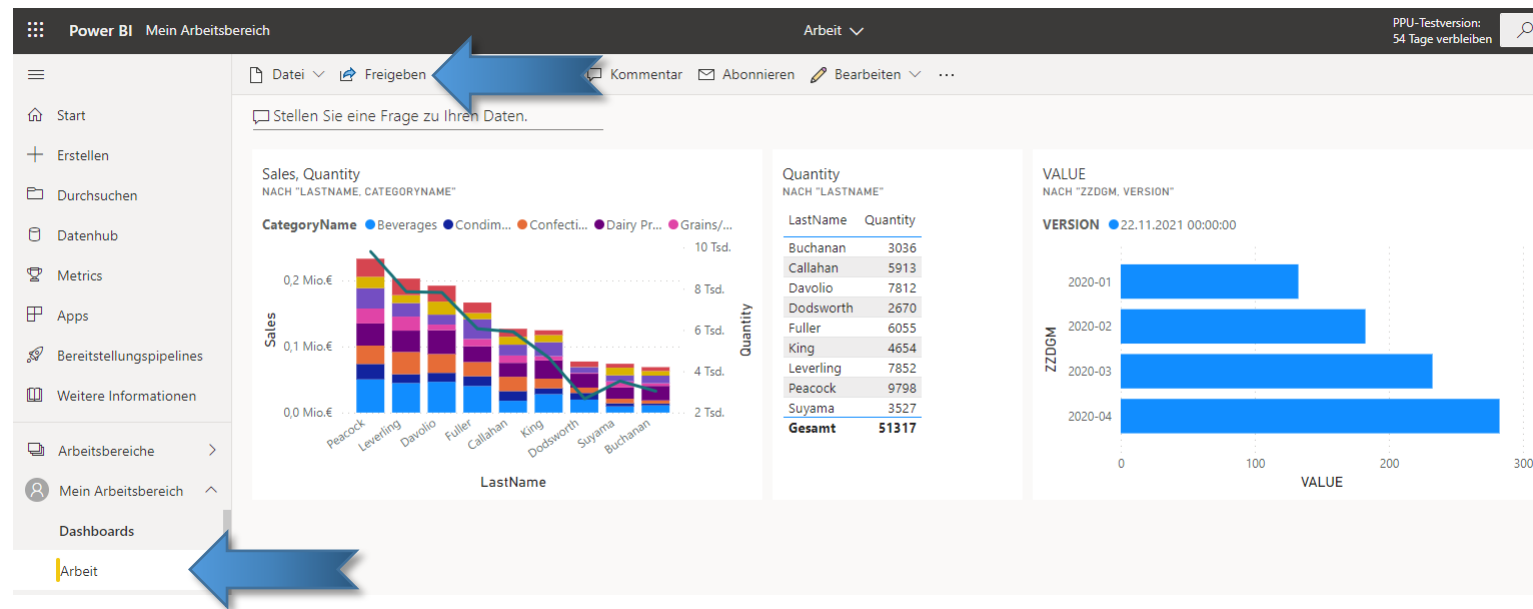 Power BI Mein Arbeitsbereich
Arbeit
PPU-Testversion:
54 Tage verbleiben
Datei
Freigeben
Kommentar
Abonnieren
Bearbeiten
...
Start
Erstellen
Durchsuchen
Datenhub
Metrics
Apps
Bereitstellungspipelines
Weitere Informationen
Arbeitsbereiche
Mein Arbeitsbereich
Dashboards
Arbeit
Stellen Sie eine Frage zu Ihren Daten.
Sales, Quantity
NACH "LASTNAME, CATEGORYNAME"
CategoryName Beverages Condim... Confecti... Dairy Pr... Grains/...
10 Tsd.
0,2 Mio.€
8 Tsd.
6 Tsd.
0,1 Mio.€
4 Tsd.
0,0 Mio.€
2 Tsd.
Sales
Quantity
Peacock
Leverling
Davolio
Fuller
Callahan
King
Dodsworth
Suyama
Buchanan
LastName
Quantity
NACH "LASTNAME"
LastName Quantity
Buchanan 3036
Callahan 5913
Davolio 7812
Dodsworth 2670
Fuller 6055
King 4654
Leverling 7852
Peacock 9798
Suyama 3527
Gesamt 51317
VALUE
NACH "ZZDGM, VERSION"
VERSION 22.11.2021 00:00:00
2020-01
2020-02
2020-03
2020-04
ZZDGM
0 100 200 300
VALUE